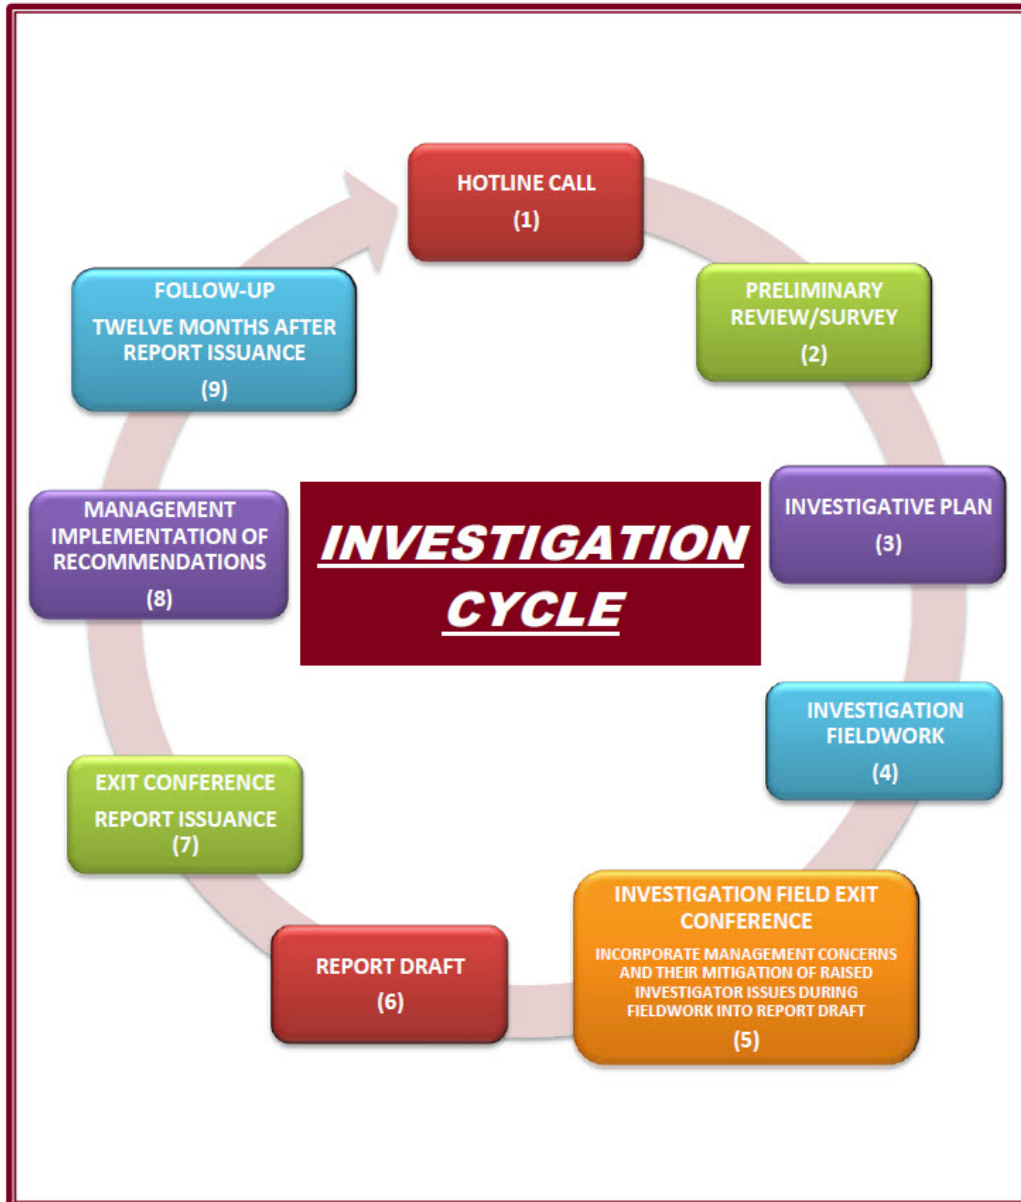 HOTLINE CALL
(1)
PRELIMINARY
REVIEW/SURVEY
(2)
INVESTIGATIVE PLAN
(3)
INVESTIGATION
FIELDWORK
(4)
INVESTIGATION FIELD EXIT
CONFERENCE
INCORPORATE MANAGEMENT CONCERNS
AND THEIR MITIGATION OF RAISED
INVESTIGATOR ISSUES DURING
FIELDWORK INTO REPORT DRAFT
(5)
REPORT DRAFT
(6)
EXIT CONFERENCE
REPORT ISSUANCE
(7)
MANAGEMENT
IMPLEMENTATION OF
RECOMMENDATIONS
(8)
FOLLOW-UP
TWELVE MONTHS AFTER
REPORT ISSUANCE
(9)
INVESTIGATION
CYCLE